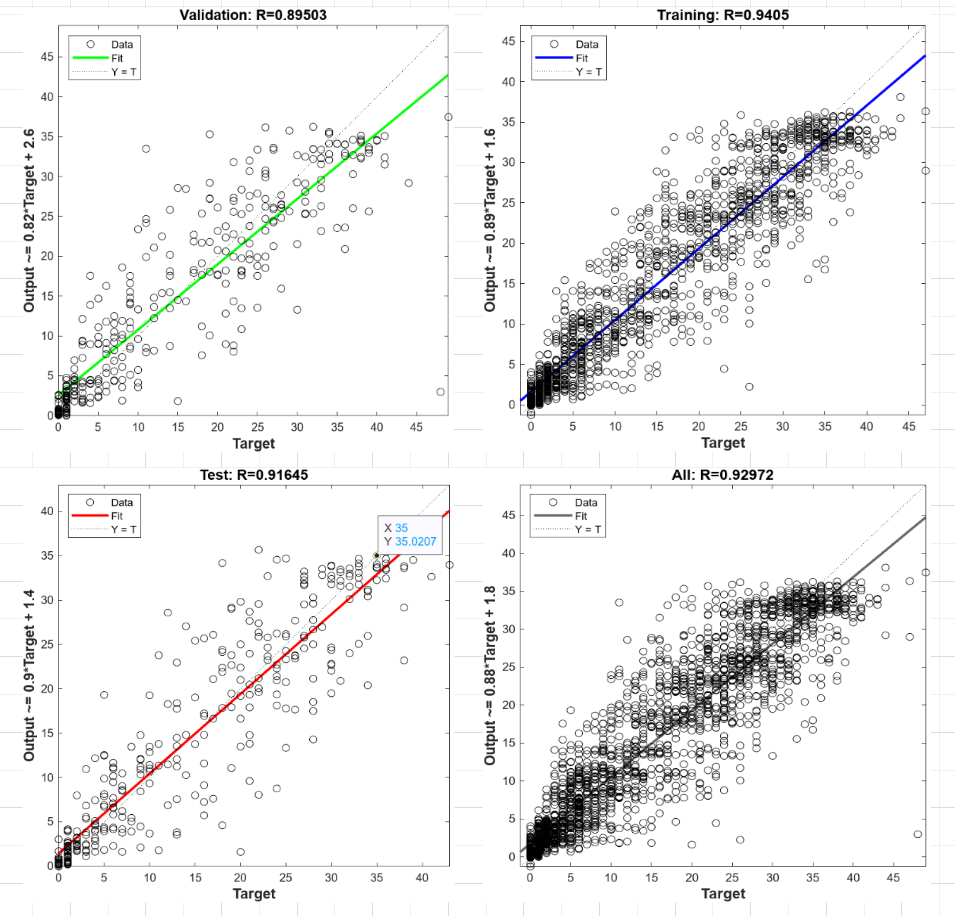 Validation: R=0.89503
Data
Fit
Y = T
45
40
35
30
25
20
15
10
5
0
0 5 10 15 20 25 30 35 40 45
Target
Output ~= 0.82*Target + 2.6
Training: R=0.9405
Data
Fit
Y = T
45
40
35
30
25
20
15
10
5
0
0 5 10 15 20 25 30 35 40 45
Target
Output ~= 0.89*Target + 1.6
Test: R=0.91645
Data
Fit
Y = T
X 35
Y 35.0207
40
35
30
25
20
15
10
5
0
0 5 10 15 20 25 30 35 40
Target
Output ~= 0.9*Target + 1.4
All: R=0.92972
Data
Fit
Y = T
45
40
35
30
25
20
15
10
5
0
0 5 10 15 20 25 30 35 40 45
Target
Output ~= 0.88*Target + 1.8